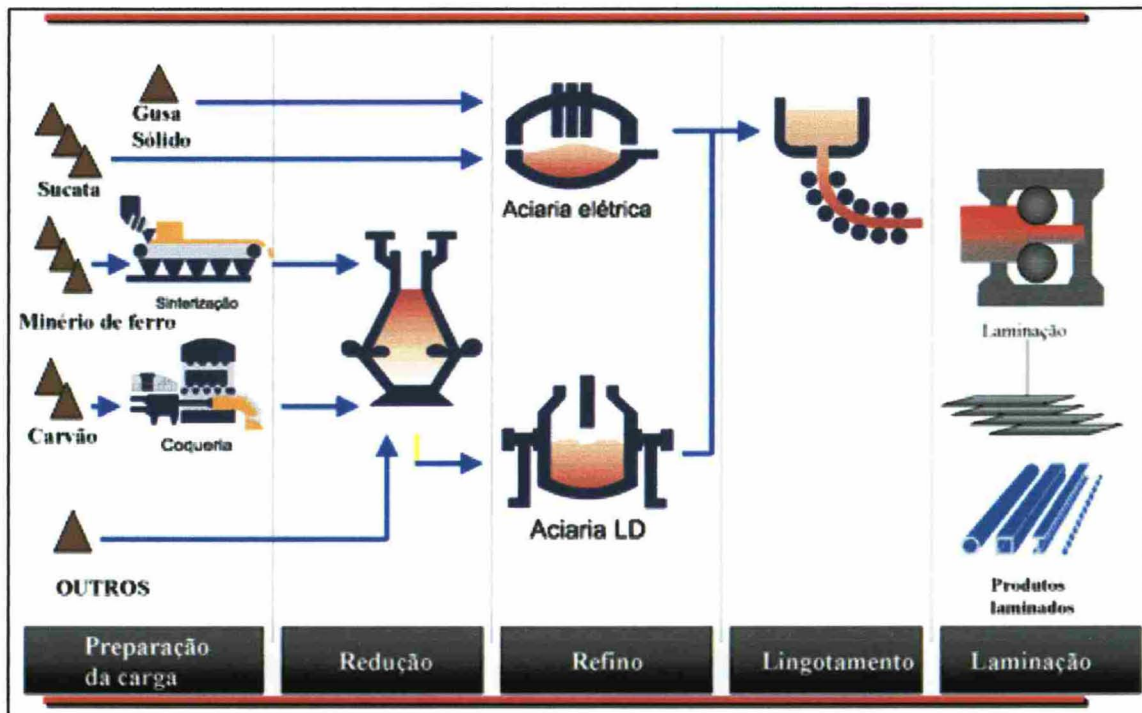 Gusa
Sólido
Sucata
Sinterização
Minério de ferro
Carvão
Coqueria
OUTROS
Aciaria elétrica
Aciaria LD
Laminação
Produtos
laminados
Preparação
da carga
Redução
Refino
Lingotamento
Laminação